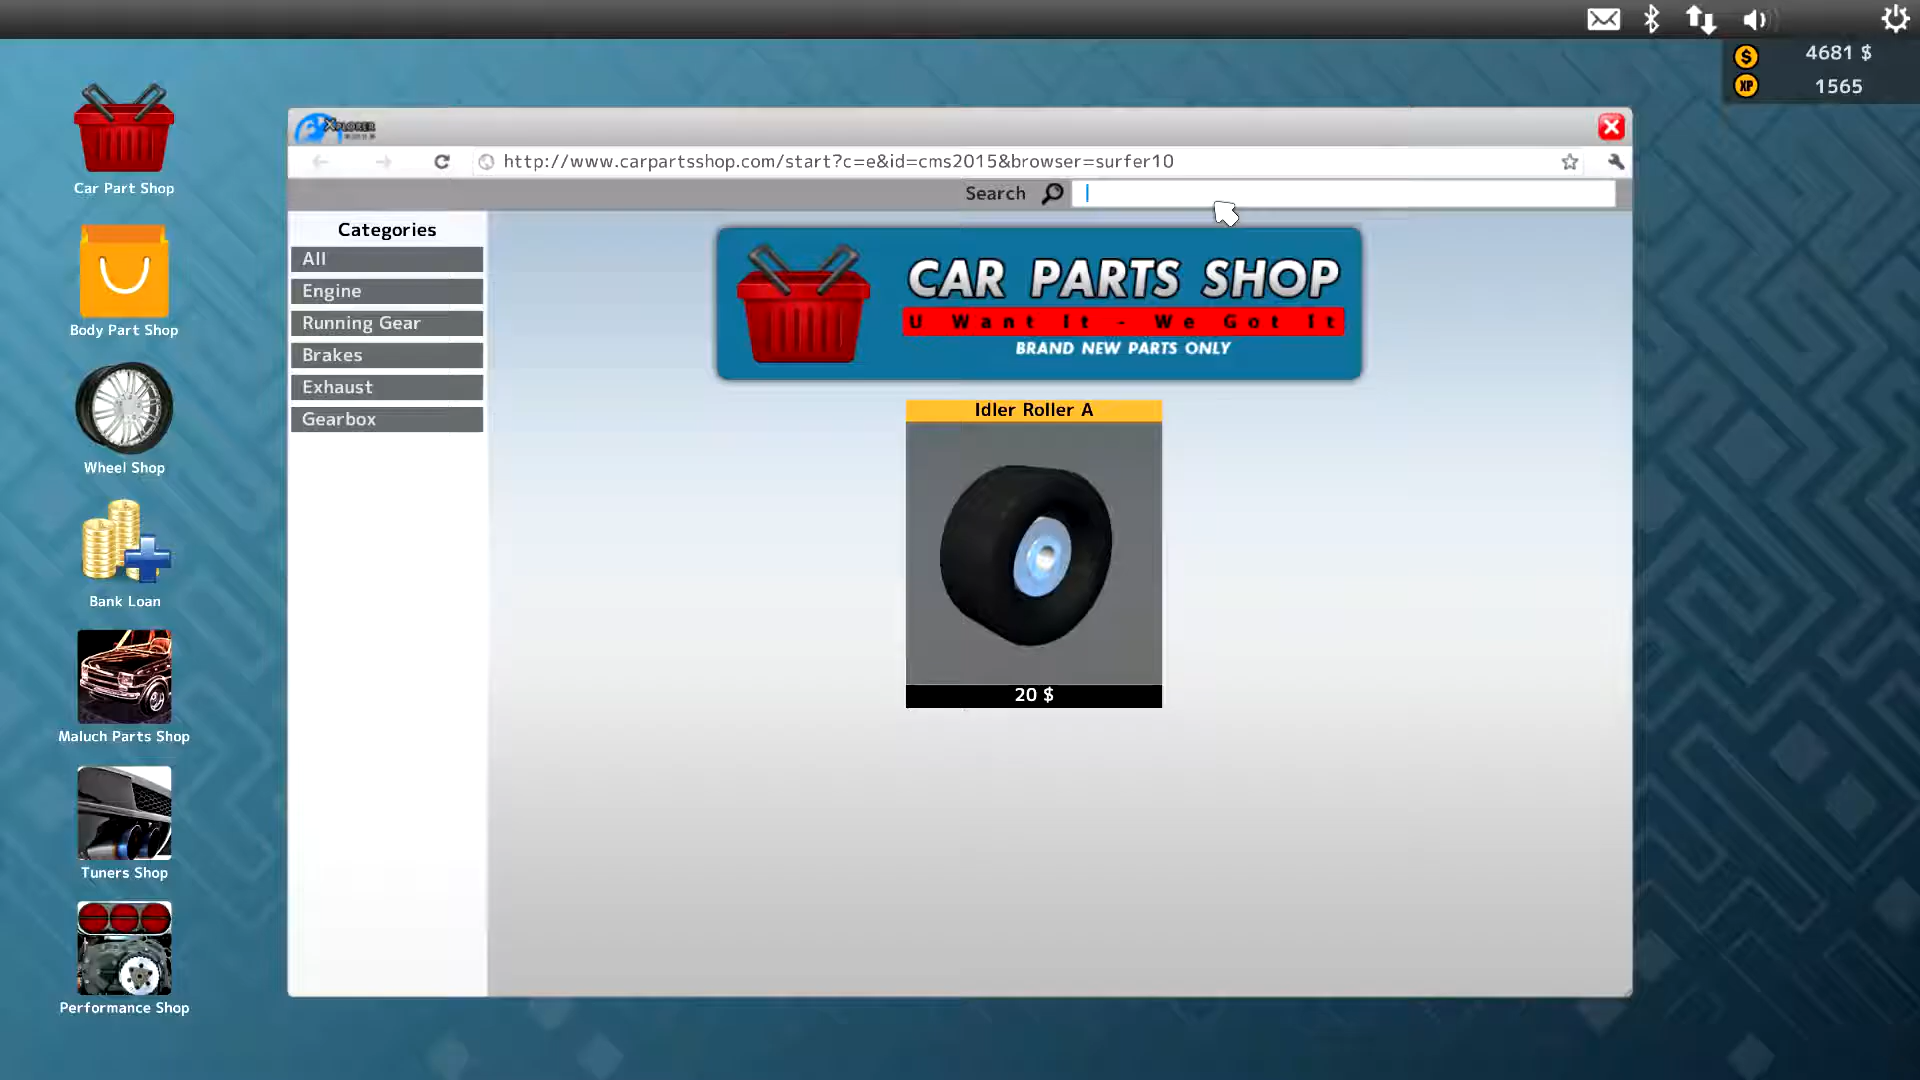 4681 $
XP
1565
Car Part Shop
Body Part Shop
Wheel Shop
Bank Loan
Maluch Parts Shop
Tuners Shop
Performance Shop
XPLORER
http://www.carpartsshop.com/start?c=e&id=cms2015&browser=surfer10
Search
Categories
All
Engine
Running Gear
Brakes
Exhaust
Gearbox
CAR PARTS SHOP
U Want It - We Got It
BRAND NEW PARTS ONLY
Idler Roller A
20 $